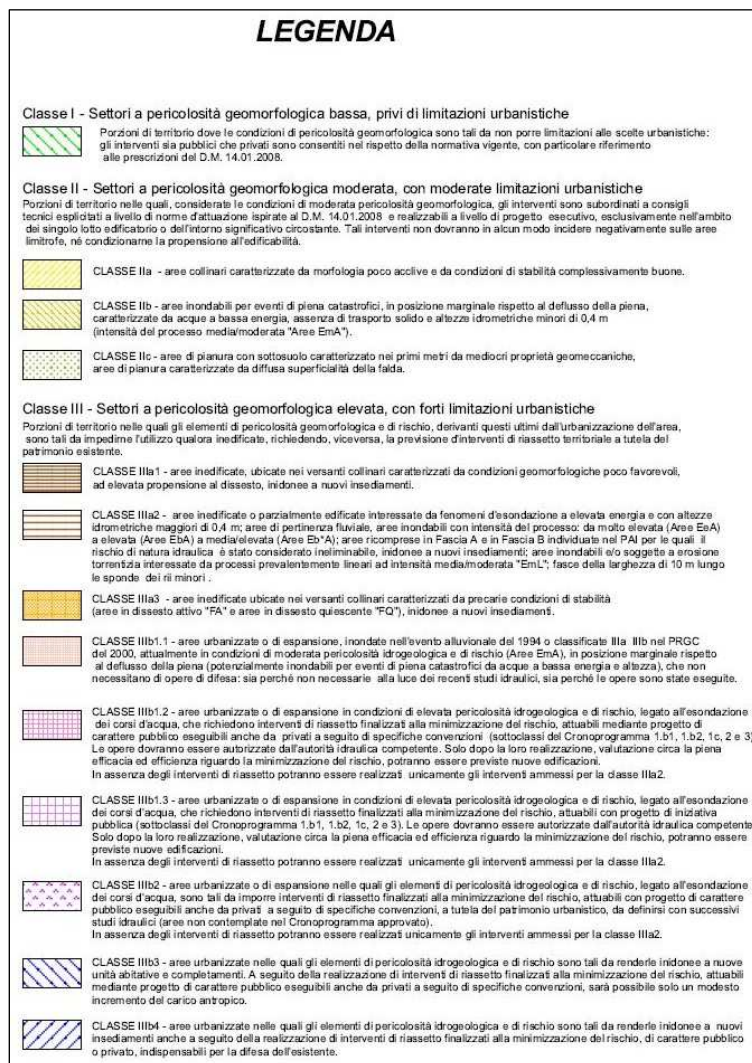 LEGENDA
Classe I - Settori a pericolosità geomorfologica bassa, privi di limitazioni urbanistiche
Porzioni di territorio dove le condizioni di pericolosità geomorfologica sono tali da non porre limitazioni alle scelte urbanistiche:
gli interventi sia pubblici che privati sono consentiti nel rispetto della normativa vigente, con particolare riferimento
alle prescrizioni del D.M. 14.01.2008.
Classe II - Settori a pericolosità geomorfologica moderata, con moderate limitazioni urbanistiche
Porzioni di territorio nelle quali, considerate le condizioni di moderata pericolosità geomorfologica, gli interventi sono subordinati a consigli
tecnici esplicitati a livello di norme d'attuazione ispirate al D.M. 14.01.2008 e realizzabili a livello di progetto esecutivo, esclusivamente nell'ambito
dei singolo lotto edificatorio o dell'intorno significativo circostante. Tali interventi non dovranno in alcun modo incidere negativamente sulle aree
limitrofe, né condizionarne la propensione all'edificabilità.
CLASSE IIa - aree collinari caratterizzate da morfologia poco acclive e da condizioni di stabilità complessivamente buone.
CLASSE IIb - aree inondabili per eventi di piena catastrofici, in posizione marginale rispetto al deflusso della piena,
caratterizzate da acque a bassa energia, assenza di trasporto solido e altezze idrometriche minori di 0,4 m
(intensità del processo media/moderata "Aree EmA").
CLASSE IIc - aree di pianura con sottosuolo caratterizzato nei primi metri da mediocri proprietà geomeccaniche,
aree di pianura caratterizzate da diffusa superficialità della falda.
Classe III - Settori a pericolosità geomorfologica elevata, con forti limitazioni urbanistiche
Porzioni di territorio nelle quali gli elementi di pericolosità geomorfologica e di rischio, derivanti questi ultimi dall'urbanizzazione dell'area,
sono tali da impedirne l'utilizzo qualora inedificate, richiedendo, viceversa, la previsione d'interventi di riassetto territoriale a tutela del
patrimonio esistente.
CLASSE IIIa1 - aree inedificate, ubicate nei versanti collinari caratterizzati da condizioni geomorfologiche poco favorevoli,
ad elevata propensione al dissesto, inidonee a nuovi insediamenti.
CLASSE IIIa2 - aree inedificate o parzialmente edificate interessate da fenomeni d'esondazione a elevata energia e con altezze
idrometriche maggiori di 0,4 m; aree di pertinenza fluviale, aree inondabili con intensità del processo: da molto elevata (Aree EeA)
a elevata (Aree EbA) a media/elevata (Aree Eb*A); aree ricomprese in Fascia A e in Fascia B individuate nel PAI per le quali il
rischio di natura idraulica è stato considerato ineliminabile, inidonee a nuovi insediamenti; aree inondabili e/o soggette a erosione
torrentizia interessate da processi prevalentemente lineari ad intensità media/moderata "EmL"; fasce della larghezza di 10 m lungo
le sponde dei rii minori .
CLASSE IIIa3 - aree inedificate ubicate nei versanti collinari caratterizzati da precarie condizioni di stabilità
(aree in dissesto attivo "FA" e aree in dissesto quiescente "FQ"), inidonee a nuovi insediamenti.
CLASSE IIIb1.1 - aree urbanizzate o di espansione, inondate nell'evento alluvionale del 1994 o classificate IIIa IIIb nel PRGC
del 2000, attualmente in condizioni di moderata pericolosità idrogeologica e di rischio (Aree EmA), in posizione marginale rispetto
al deflusso della piena (potenzialmente inondabili per eventi di piena catastrofici da acque a bassa energia e altezza), che non
necessitano di opere di difesa: sia perché non necessarie alla luce dei recenti studi idraulici, sia perché le opere sono state eseguite.
CLASSE IIIb1.2 - aree urbanizzate o di espansione in condizioni di elevata pericolosità idrogeologica e di rischio, legato all'esondazione
dei corsi d'acqua, che richiedono interventi di riassetto finalizzati alla minimizzazione del rischio, attuabili mediante progetto di
carattere pubblico eseguibili anche da privati a seguito di specifiche convenzioni (sottoclassi del Cronoprogramma 1.b1, 1.b2, 1c, 2 e 3)
Le opere dovranno essere autorizzate dall'autorità idraulica competente. Solo dopo la loro realizzazione, valutazione circa la piena
efficacia ed efficienza riguardo la minimizzazione del rischio, potranno essere previste nuove edificazioni.
In assenza degli interventi di riassetto potranno essere realizzati unicamente gli interventi ammessi per la classe IIIa2.
CLASSE IIIb1.3 - aree urbanizzate o di espansione in condizioni di elevata pericolosità idrogeologica e di rischio, legato all'esondazione
dei corsi d'acqua, che richiedono interventi di riassetto finalizzati alla minimizzazione del rischio, attuabili con progetto di iniziativa
pubblica (sottoclassi del Cronoprogramma 1.b1, 1.b2, 1c, 2 e 3). Le opere dovranno essere autorizzate dall'autorità idraulica competente
Solo dopo la loro realizzazione, valutazione circa la piena efficacia ed efficienza riguardo la minimizzazione del rischio, potranno essere
previste nuove edificazioni.
In assenza degli interventi di riassetto potranno essere realizzati unicamente gli interventi ammessi per la classe IIIa2.
CLASSE IIIb2 - aree urbanizzate o di espansione nelle quali gli elementi di pericolosità idrogeologica e di rischio, legato all'esondazione
dei corsi d'acqua, sono tali da imporre interventi di riassetto finalizzati alla minimizzazione del rischio, attuabili con progetto di carattere
pubblico eseguibili anche da privati a seguito di specifiche convenzioni, a tutela del patrimonio urbanistico, da definirsi con successivi
studi idraulici (aree non contemplate nel Cronoprogramma approvato).
In assenza degli interventi di riassetto potranno essere realizzati unicamente gli interventi ammessi per la classe IIIa2.
CLASSE IIIb3 - aree urbanizzate nelle quali gli elementi di pericolosità idrogeologica e di rischio sono tali da renderle inidonee a nuove
unità abitative e completamenti. A seguito della realizzazione di interventi di riassetto finalizzati alla minimizzazione del rischio, attuabili
mediante progetto di carattere pubblico eseguibili anche da privati a seguito di specifiche convenzioni, sarà possibile solo un modesto
incremento del carico antropico.
CLASSE IIIb4 - aree urbanizzate nelle quali gli elementi di pericolosità idrogeologica e di rischio sono tali da renderle inidonee a nuovi
insediamenti anche a seguito della realizzazione di interventi di riassetto finalizzati alla minimizzazione del rischio, di carattere pubblico
o privato, indispensabili per la difesa dell'esistente.